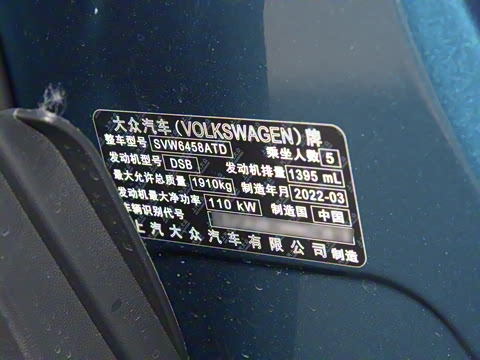 大众汽车(VOLKSWAGEN)牌
整车型号 SVW6458ATD 乘坐人数 5
发动机型号 DSB 发动机排量 1395 mL
最大允许总质量 1910kg 制造年月 2022-03
发动机最大净功率 110 kW 制造国 中国
车辆识别代号
上汽大众汽车有限公司 制造